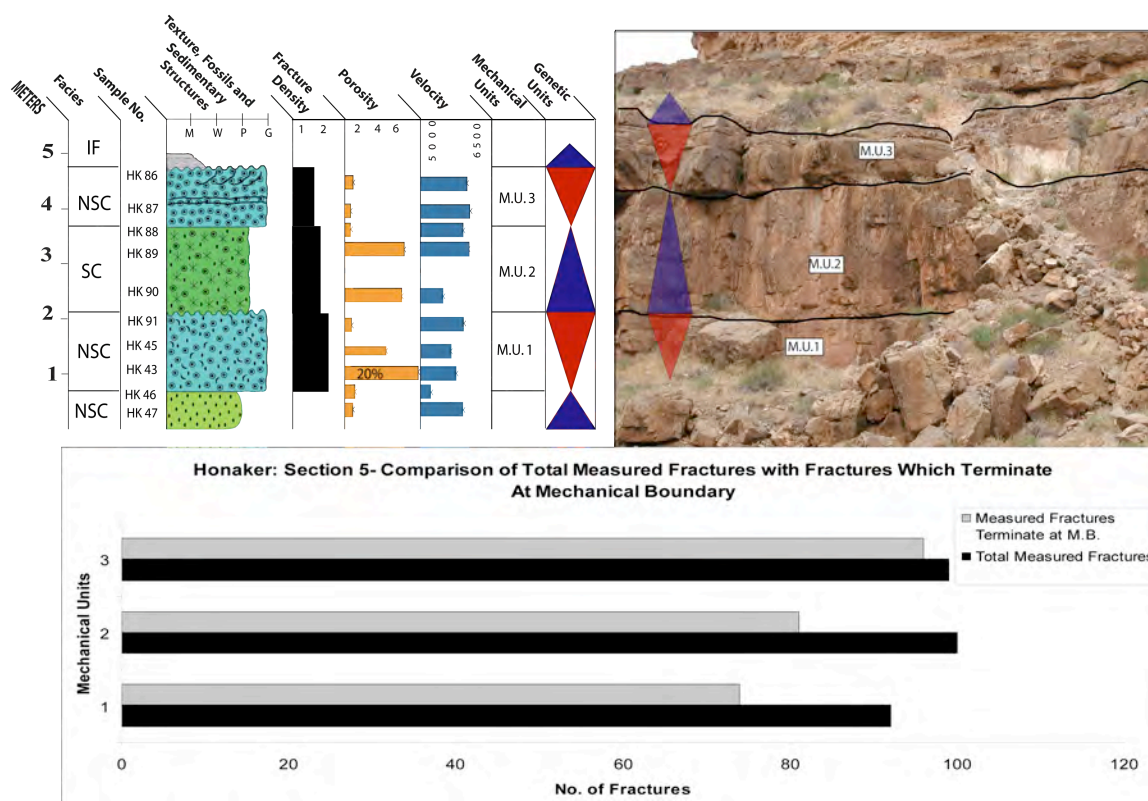 METERS
Facies
Sample No.
Texture, Fossils and
Sedimentary
Structures
Fracture
Density
Porosity
Velocity
Mechanical
Units
Genetic
Units
M W P G
1 2
2 4 6
5000
6500
5
IF
HK 86
NSC
M.U. 3
4
HK 87
HK 88
3
HK 89
SC
M.U. 2
HK 90
2
HK 91
NSC
HK 45
M.U. 1
1
HK 43
20%
HK 46
NSC
HK 47
M.U.3
M.U.2
M.U.1
Honaker: Section 5- Comparison of Total Measured Fractures with Fractures Which Terminate
At Mechanical Boundary
Measured Fractures
Terminate at M.B.
Total Measured Fractures
Mechanical Units
3
2
1
0 20 40 60 80 100 120
No. of Fractures